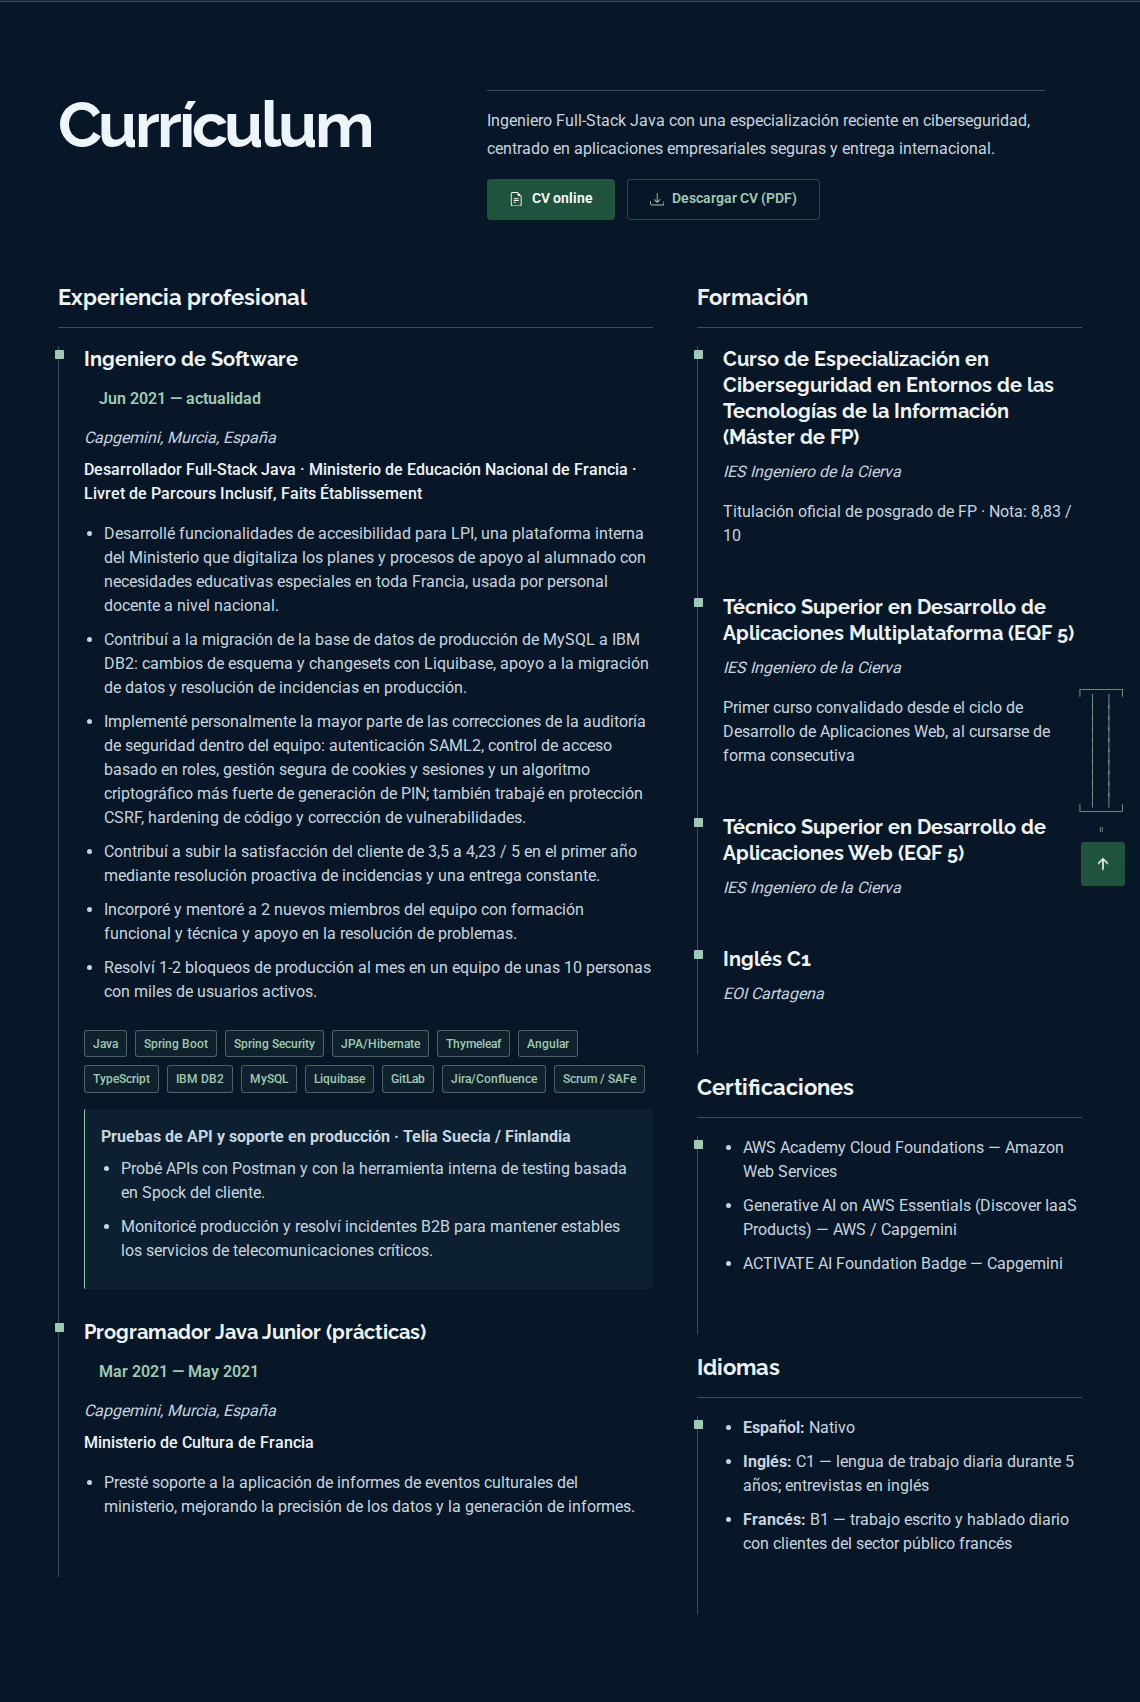 Currículum
Ingeniero Full-Stack Java con una especialización reciente en ciberseguridad,
centrado en aplicaciones empresariales seguras y entrega internacional.
CV online
Descargar CV (PDF)
Experiencia profesional
Ingeniero de Software
Jun 2021 — actualidad
Capgemini, Murcia, España
Desarrollador Full-Stack Java · Ministerio de Educación Nacional de Francia ·
Livret de Parcours Inclusif, Faits Établissement
• Desarrollé funcionalidades de accesibilidad para LPI, una plataforma interna
del Ministerio que digitaliza los planes y procesos de apoyo al alumnado con
necesidades educativas especiales en toda Francia, usada por personal
docente a nivel nacional.
• Contribuí a la migración de la base de datos de producción de MySQL a IBM
DB2: cambios de esquema y changesets con Liquibase, apoyo a la migración
de datos y resolución de incidencias en producción.
• Implementé personalmente la mayor parte de las correcciones de la auditoría
de seguridad dentro del equipo: autenticación SAML2, control de acceso
basado en roles, gestión segura de cookies y sesiones y un algoritmo
criptográfico más fuerte de generación de PIN; también trabajé en protección
CSRF, hardening de código y corrección de vulnerabilidades.
• Contribuí a subir la satisfacción del cliente de 3,5 a 4,23 / 5 en el primer año
mediante resolución proactiva de incidencias y una entrega constante.
• Incorporé y mentoré a 2 nuevos miembros del equipo con formación
funcional y técnica y apoyo en la resolución de problemas.
• Resolví 1-2 bloqueos de producción al mes en un equipo de unas 10 personas
con miles de usuarios activos.
Java
Spring Boot
Spring Security
JPA/Hibernate
Thymeleaf
Angular
TypeScript
IBM DB2
MySQL
Liquibase
GitLab
Jira/Confluence
Scrum / SAFe
Pruebas de API y soporte en producción · Telia Suecia / Finlandia
• Probé APIs con Postman y con la herramienta interna de testing basada
en Spock del cliente.
• Monitoricé producción y resolví incidentes B2B para mantener estables
los servicios de telecomunicaciones críticos.
Programador Java Junior (prácticas)
Mar 2021 — May 2021
Capgemini, Murcia, España
Ministerio de Cultura de Francia
• Presté soporte a la aplicación de informes de eventos culturales del
ministerio, mejorando la precisión de los datos y la generación de informes.
Formación
Curso de Especialización en
Ciberseguridad en Entornos de las
Tecnologías de la Información
(Máster de FP)
IES Ingeniero de la Cierva
Titulación oficial de posgrado de FP · Nota: 8,83 /
10
Técnico Superior en Desarrollo de
Aplicaciones Multiplataforma (EQF 5)
IES Ingeniero de la Cierva
Primer curso convalidado desde el ciclo de
Desarrollo de Aplicaciones Web, al cursarse de
forma consecutiva
Técnico Superior en Desarrollo de
Aplicaciones Web (EQF 5)
IES Ingeniero de la Cierva
Inglés C1
EOI Cartagena
Certificaciones
• AWS Academy Cloud Foundations — Amazon
Web Services
• Generative AI on AWS Essentials (Discover IaaS
Products) — AWS / Capgemini
• ACTIVATE AI Foundation Badge — Capgemini
Idiomas
• Español: Nativo
• Inglés: C1 — lengua de trabajo diaria durante 5
años; entrevistas en inglés
• Francés: B1 — trabajo escrito y hablado diario
con clientes del sector público francés